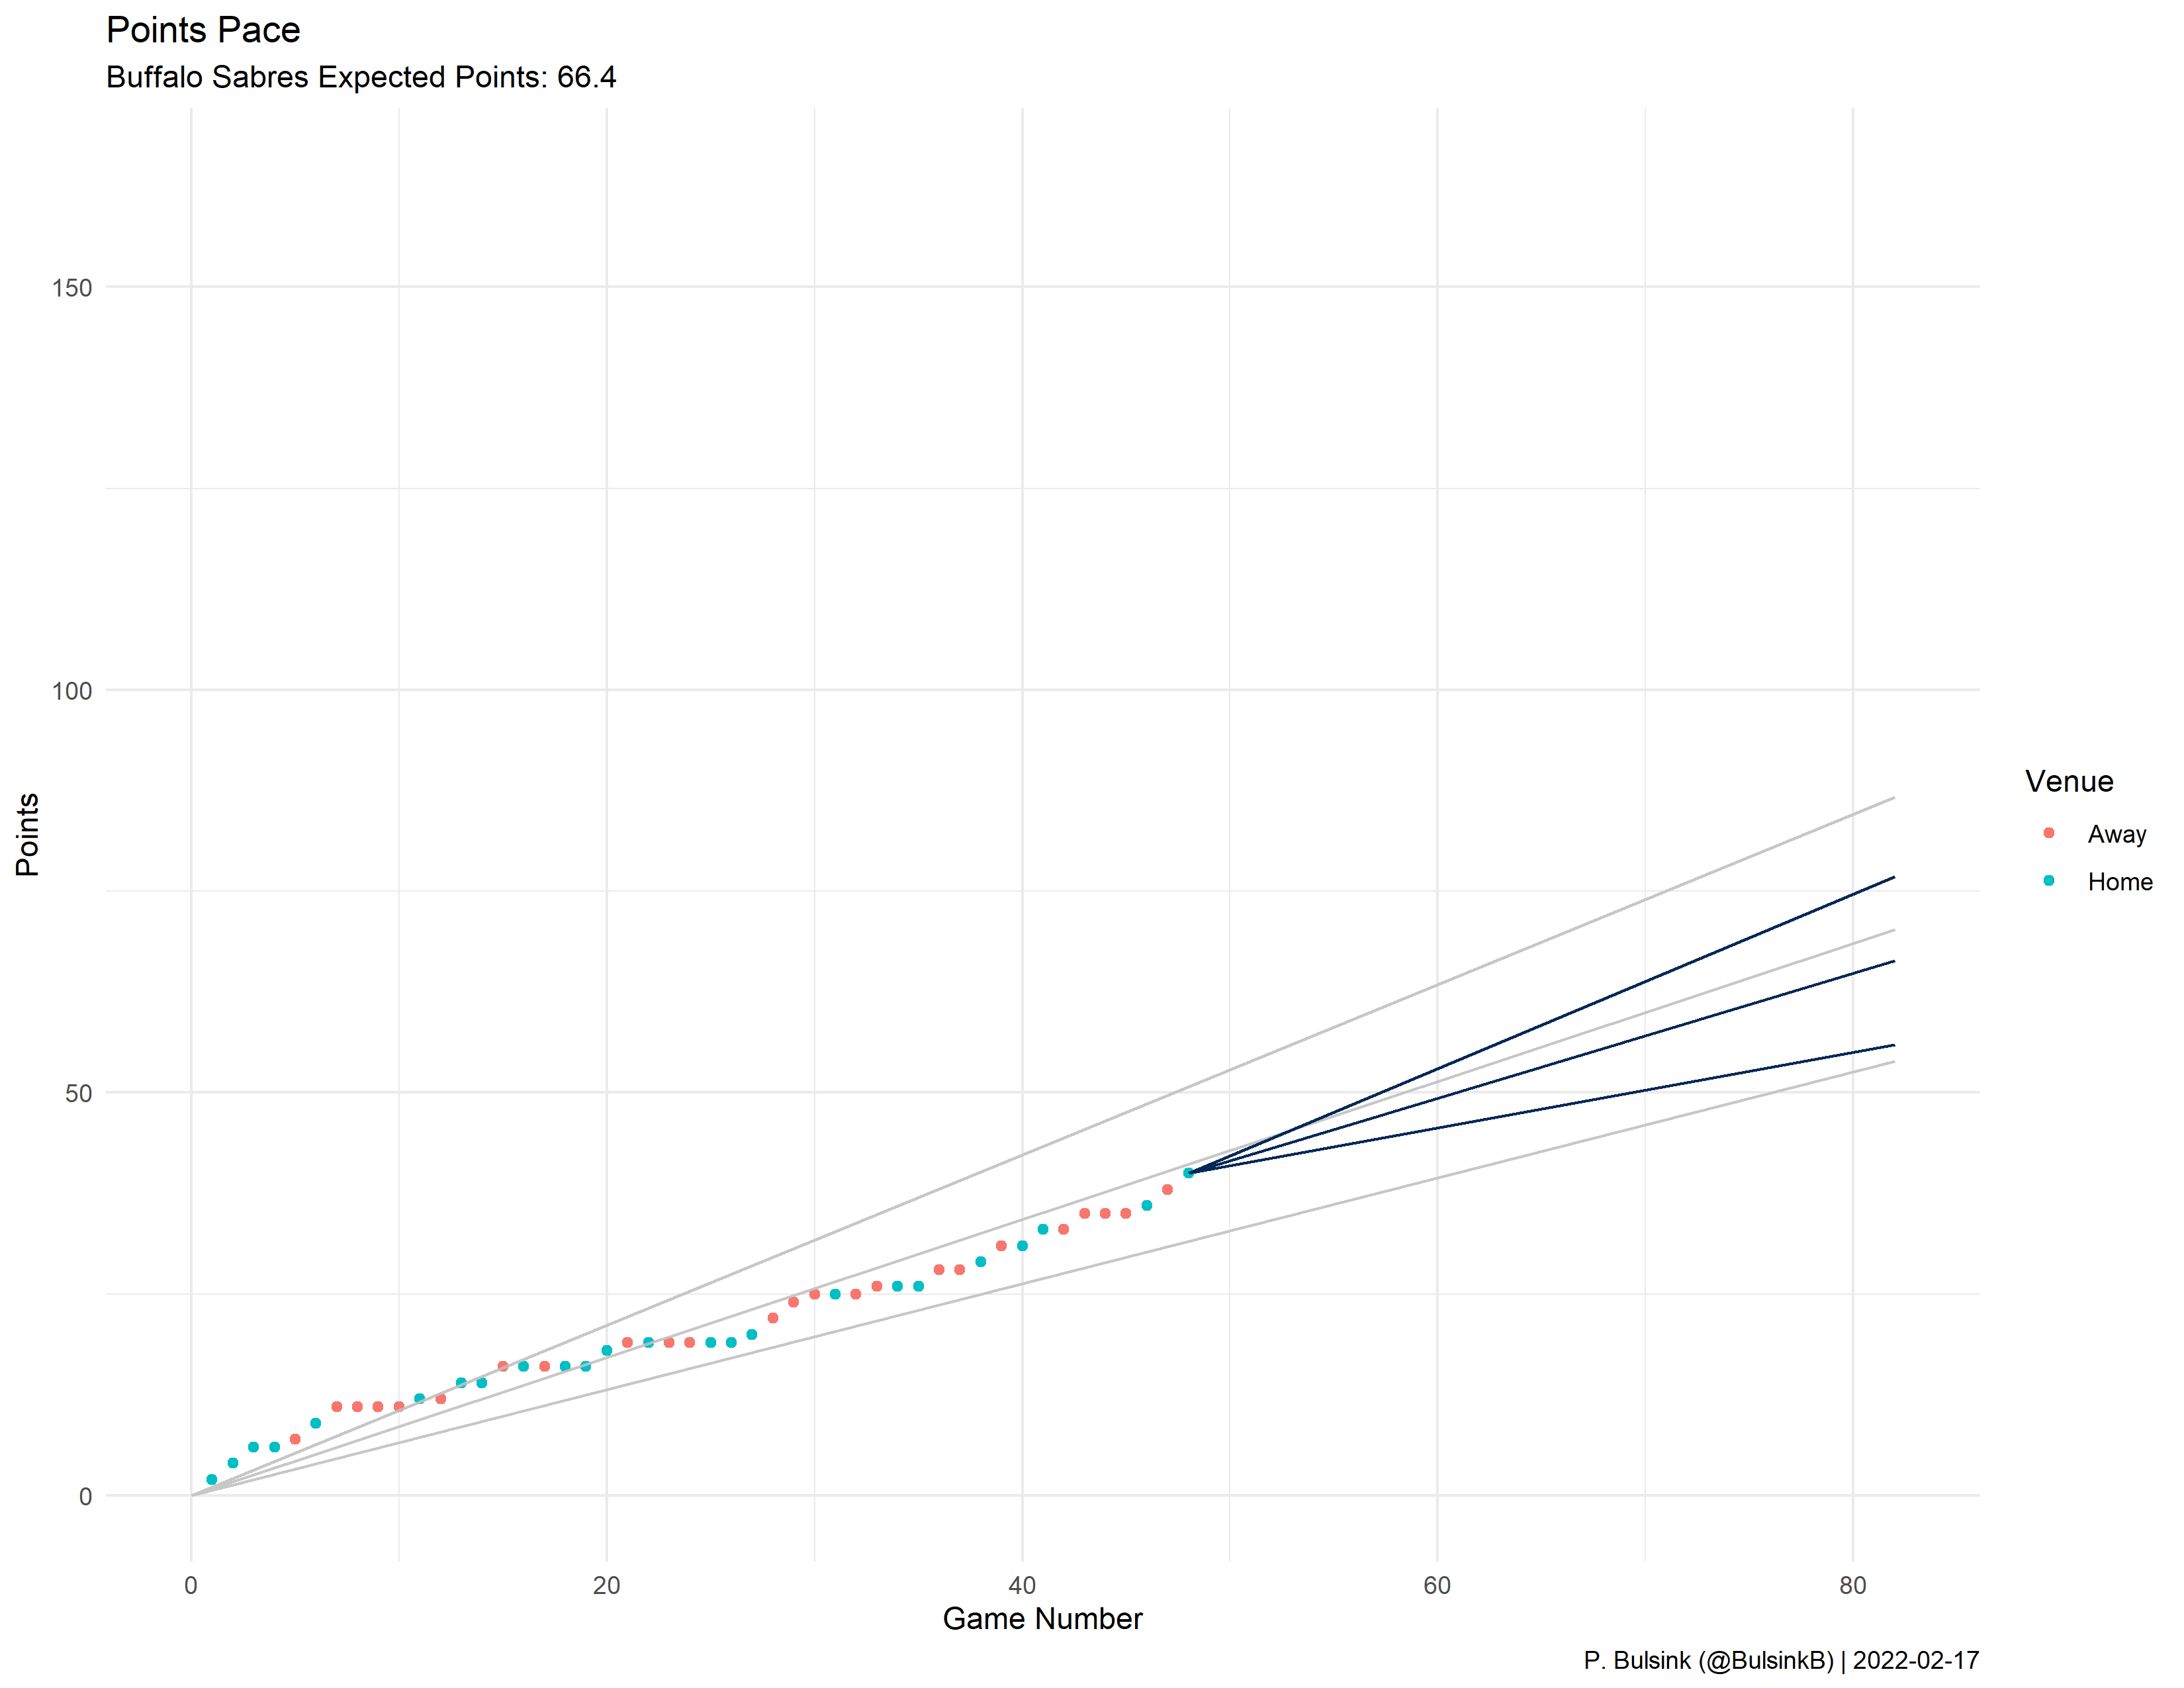 Points Pace
Buffalo Sabres Expected Points: 66.4
150
100
50
0
Points
0 20 40 60 80
Game Number
Venue
Away
Home
P. Bulsink (@BulsinkB) | 2022-02-17